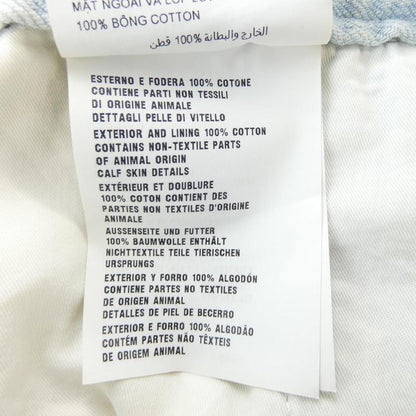 MẶT NGOÀI VÀ LỚP LÓT
100% BÔNG COTTON
الخارج والبطانة 100% قطن
ESTERNO E FODERA 100% COTONE
CONTIENE PARTI NON TESSILI
DI ORIGINE ANIMALE
DETTAGLI PELLE DI VITELLO
EXTERIOR AND LINING 100% COTTON
CONTAINS NON-TEXTILE PARTS
OF ANIMAL ORIGIN
CALF SKIN DETAILS
EXTÉRIEUR ET DOUBLURE
100% COTON CONTIENT DES
PARTIES NON TEXTILES D'ORIGINE
ANIMALE
AUSSENSEITE UND FUTTER
100% BAUMWOLLE ENTHÄLT
NICHTTEXTILE TEILE TIERISCHEN
URSPRUNGS
EXTERIOR Y FORRO 100% ALGODÓN
CONTIENE PARTES NO TEXTILES
DE ORIGEN ANIMAL
DETALLES DE PIEL DE BECERRO
EXTERIOR E FORRO 100% ALGODÃO
CONTÉM PARTES NÃO TÊXTEIS
DE ORIGEM ANIMAL